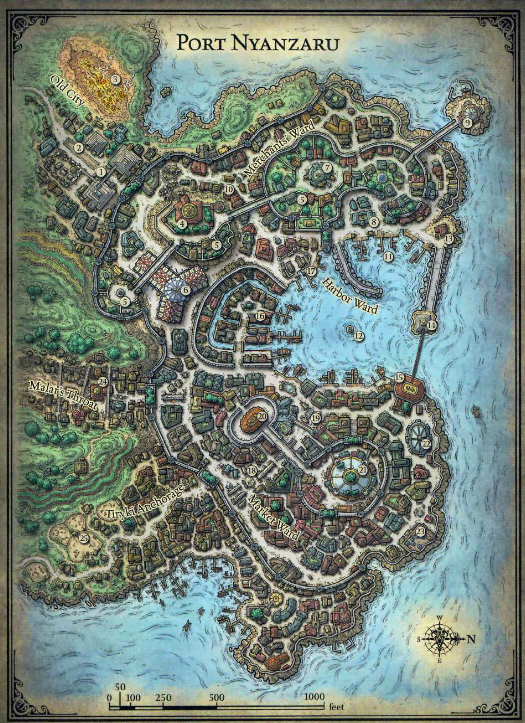 PORT NYANZARU
Old City
3
2
1
Merchants' Ward
9
10
7
5
4
8
5
6
9
13
11
17
Harbor Ward
16
12
14
15
Malar's Throat
24
20
18
22
21
19
Market Ward
Tiryki Anchorage
25
23
W
S
N
E
50
0 100 250 500 1000 feet